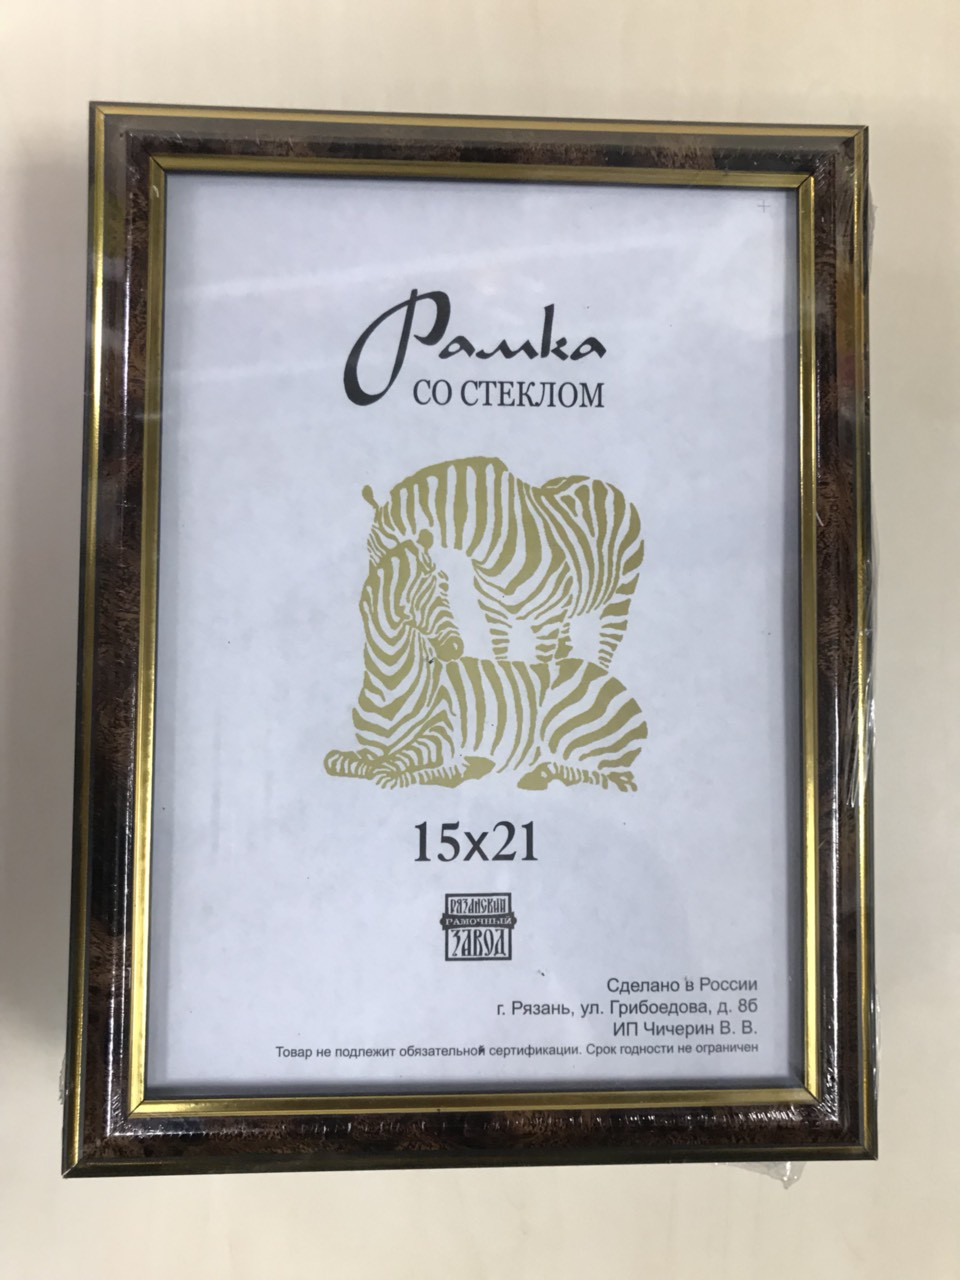 Рамка
СО СТЕКЛОМ
15x21
РЯЗАНСКИЙ
РАМОЧНЫЙ
ЗАВОД
Сделано в России
г. Рязань, ул. Грибоедова, д. 8б
ИП Чичерин В. В.
Товар не подлежит обязательной сертификации. Срок годности не ограничен